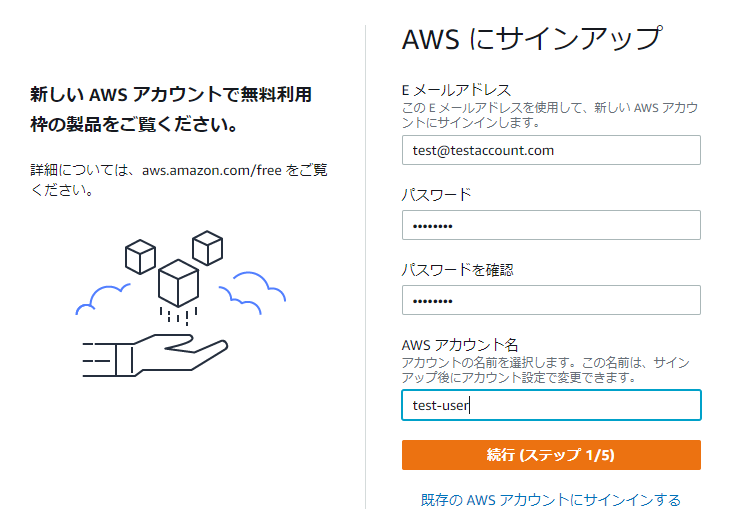 新しい AWS アカウントで無料利用
枠の製品をご覧ください。
詳細については、aws.amazon.com/free をご覧
ください。
AWS にサインアップ
E メールアドレス
この E メールアドレスを使用して、新しい AWS アカウ
ントにサインインします。
test@testaccount.com
パスワード
••••••••
パスワードを確認
••••••••
AWS アカウント名
アカウントの名前を選択します。この名前は、サイン
アップ後にアカウント設定で変更できます。
test-user
続行 (ステップ 1/5)
既存の AWS アカウントにサインインする